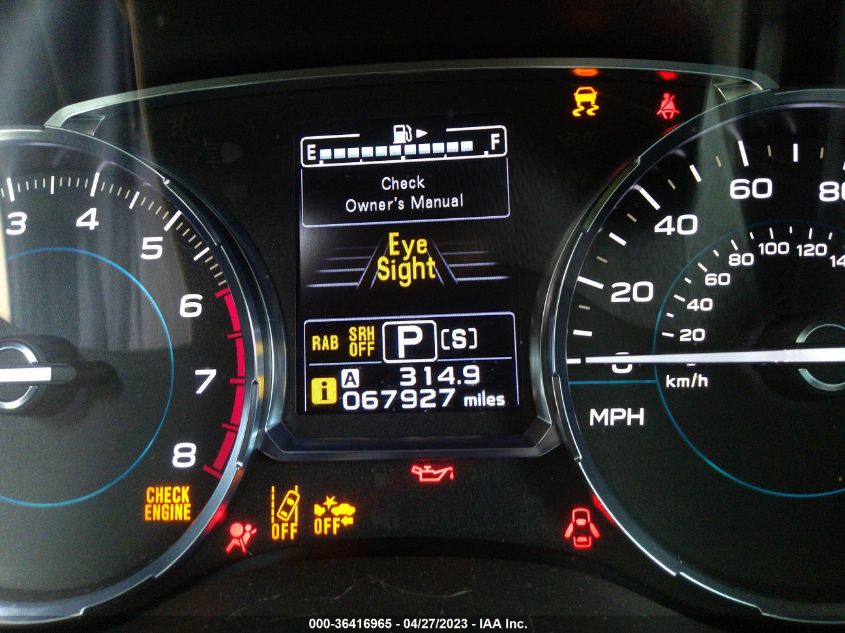 E F
Check
Owner's Manual
Eye
Sight
RAB SRH OFF P [S]
i A 314.9
067927 miles
3 4 5 6 7 8
CHECK
ENGINE
OFF
OFF
0 20 40 60 80
20 40 60 80 100 120 14
km/h
MPH
000-36416965 - 04/27/2023 - IAA Inc.